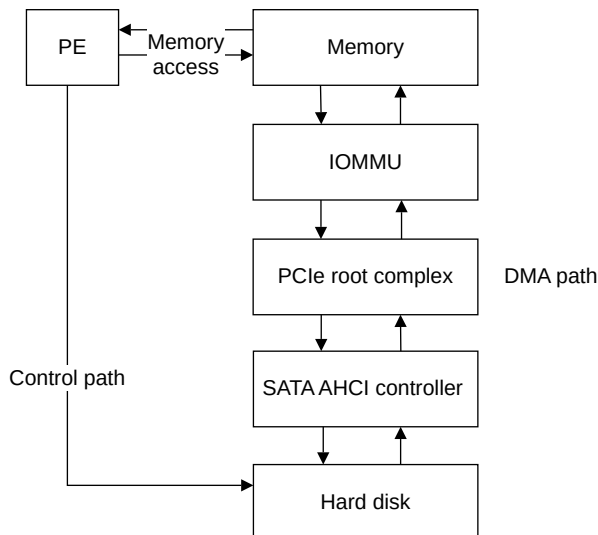 PE
Memory
access
Memory
IOMMU
PCIe root complex
DMA path
SATA AHCI controller
Control path
Hard disk